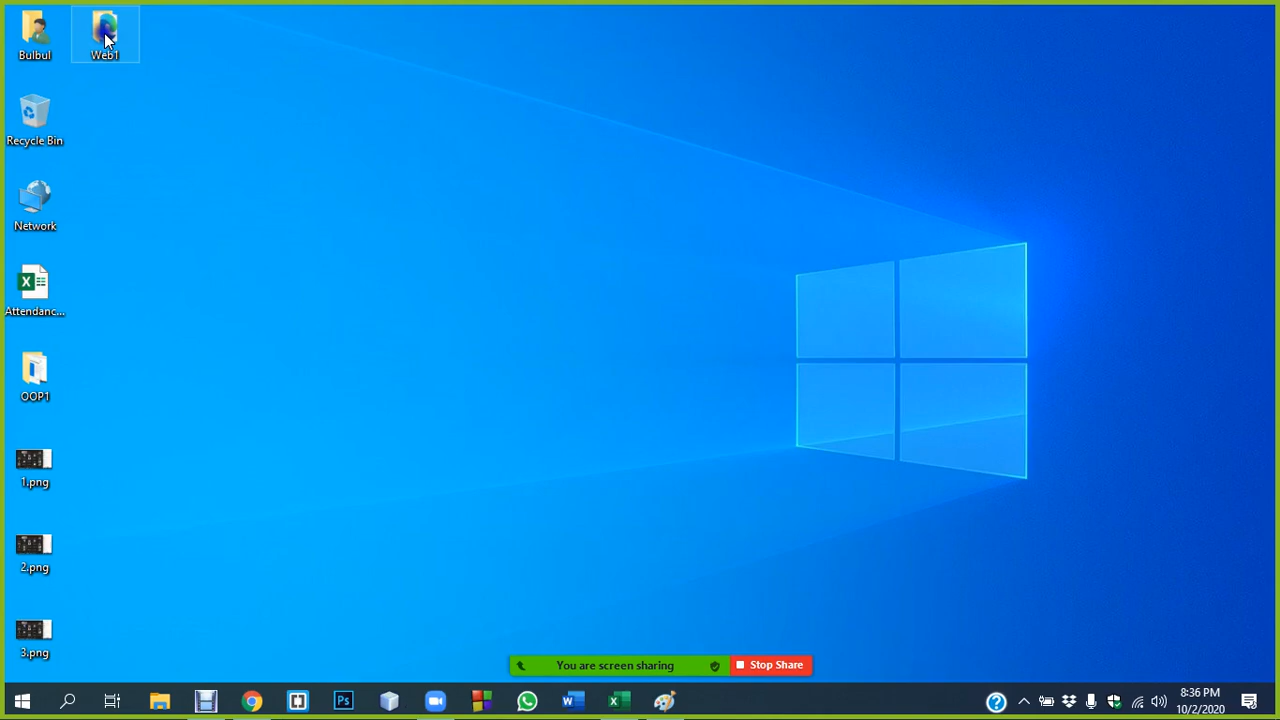 Bulbul
Web1
Recycle Bin
Network
Attendanc...
OOP1
1.png
2.png
3.png
You are screen sharing
Stop Share
Ps
8:36 PM
10/2/2020